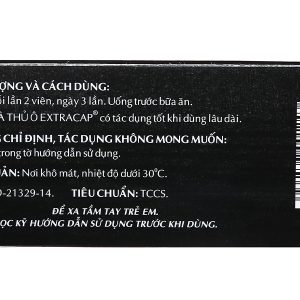 ỢNG VÀ CÁCH DÙNG:
ỗi lần 2 viên, ngày 3 lần. Uống trước bữa ăn.
À THỦ Ô EXTRACAP® có tác dụng tốt khi dùng lâu dài.
G CHỈ ĐỊNH, TÁC DỤNG KHÔNG MONG MUỐN:
trong tờ hướng dẫn sử dụng.
UẢN: Nơi khô mát, nhiệt độ dưới 30°C.
D-21329-14. TIÊU CHUẨN: TCCS.
ĐỂ XA TẦM TAY TRẺ EM.
ỌC KỸ HƯỚNG DẪN SỬ DỤNG TRƯỚC KHI DÙNG.